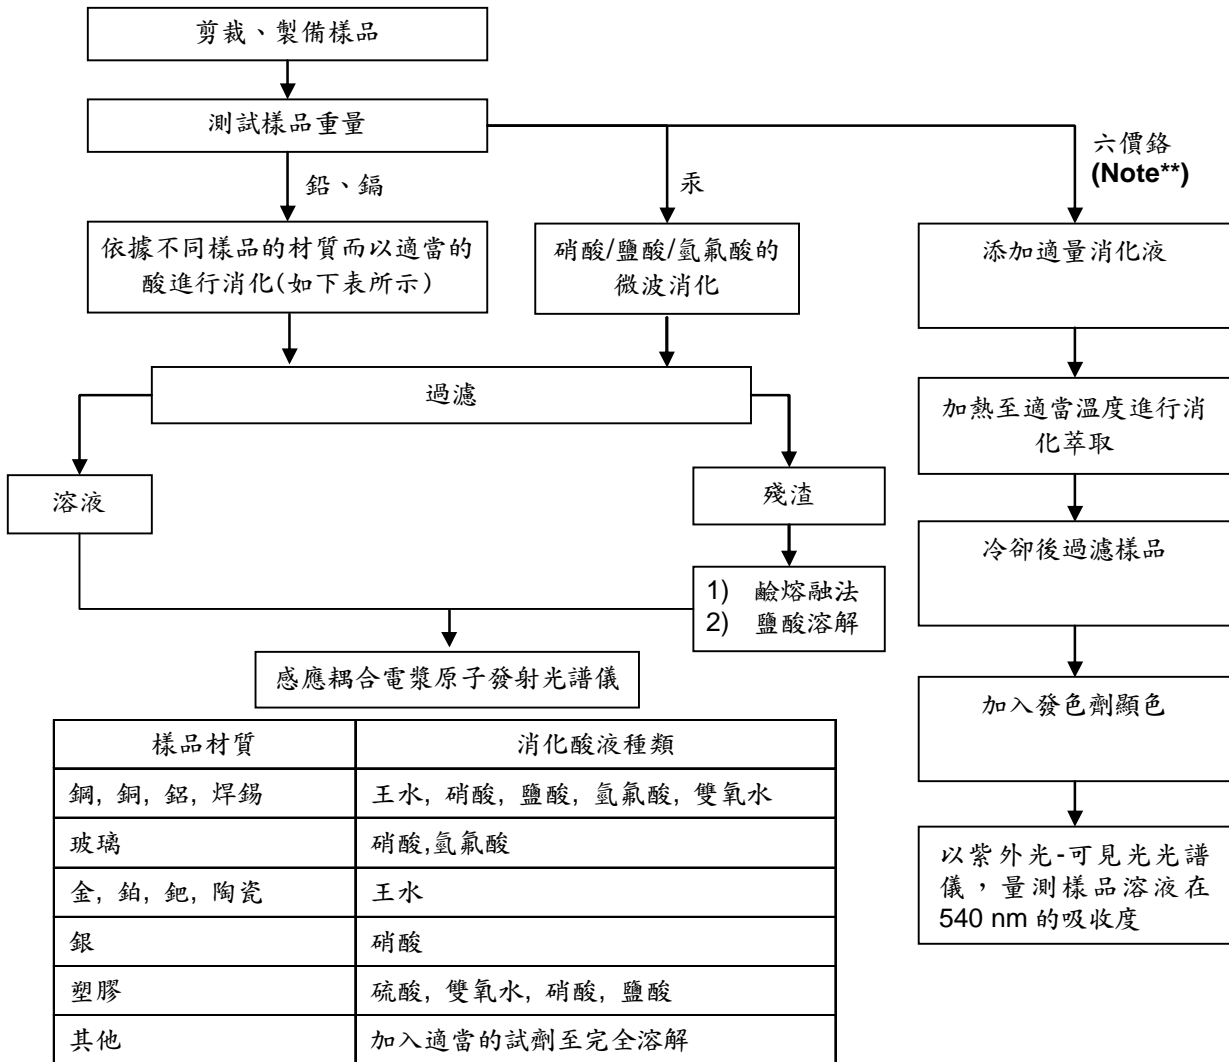 剪裁、製備樣品
測試樣品重量
鉛、鎘
汞
六價鉻
(Note**)
依據不同樣品的材質而以適當的
酸進行消化(如下表所示)
硝酸/鹽酸/氫氟酸的
微波消化
添加適量消化液
過濾
加熱至適當溫度進行消
化萃取
溶液
殘渣
冷卻後過濾樣品
1) 鹼熔融法
2) 鹽酸溶解
感應耦合電漿原子發射光譜儀
加入發色劑顯色
以紫外光-可見光光譜
儀，量測樣品溶液在
540 nm 的吸收度
樣品材質 消化酸液種類
鋼, 銅, 鋁, 焊錫 王水, 硝酸, 鹽酸, 氫氟酸, 雙氧水
玻璃 硝酸,氫氟酸
金, 鉑, 鈀, 陶瓷 王水
銀 硝酸
塑膠 硫酸, 雙氧水, 硝酸, 鹽酸
其他 加入適當的試劑至完全溶解